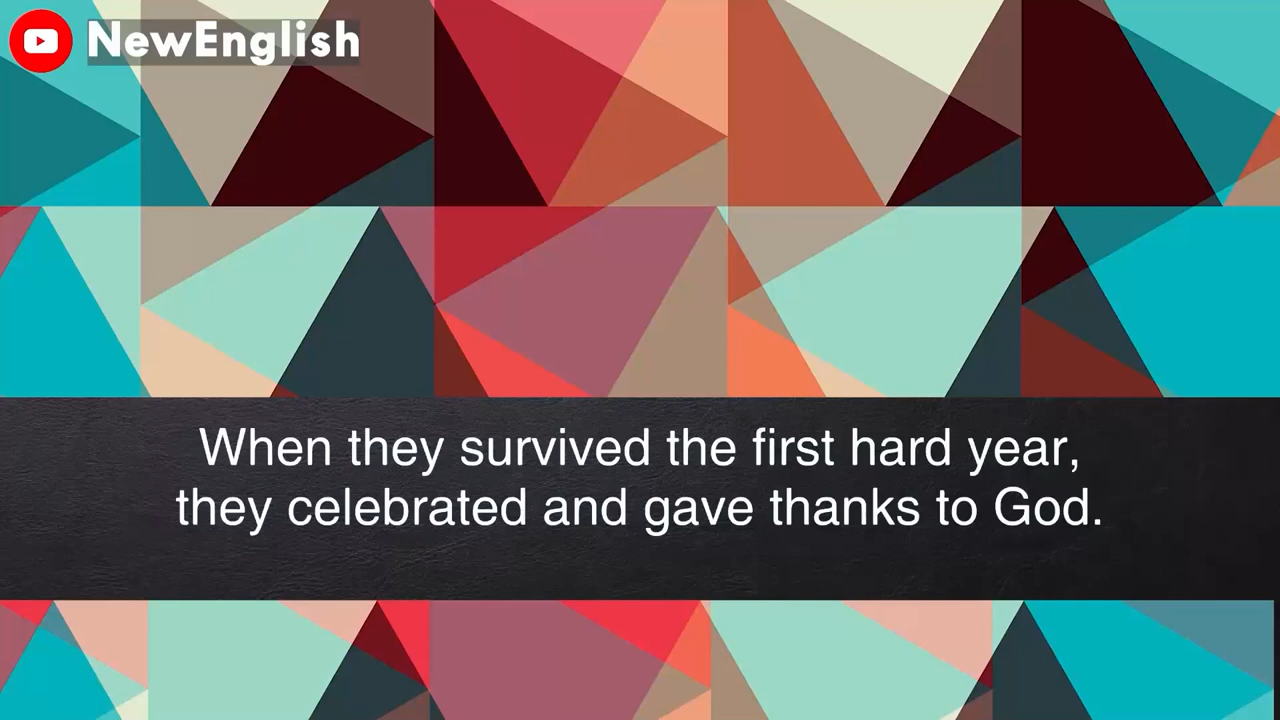 NewEnglish
When they survived the first hard year,
they celebrated and gave thanks to God.